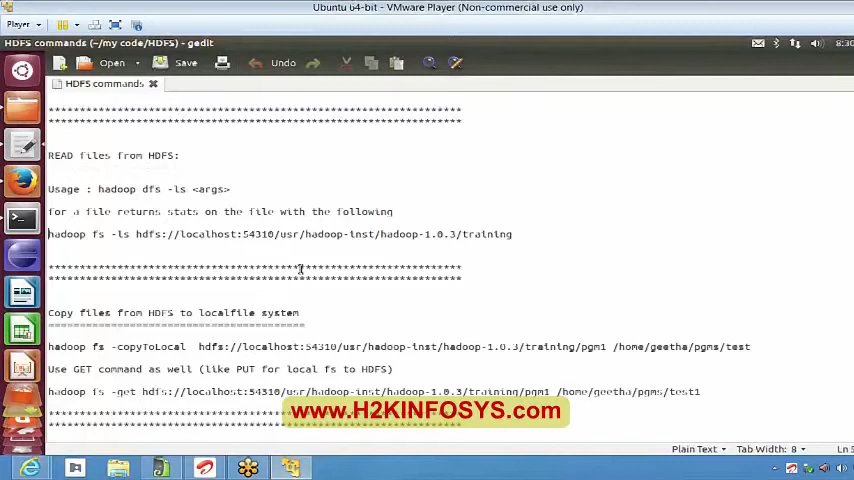 Ubuntu 64-bit - VMware Player (Non-commercial use only)
Player
HDFS commands (~/my code/HDFS) - gedit
8:30
Open
Save
Undo
HDFS commands
******************************************************************
******************************************************************
READ files from HDFS:
Usage : hadoop dfs -ls <args>
for a file returns stats on the file with the following
hadoop fs -ls hdfs://localhost:54310/usr/hadoop-inst/hadoop-1.0.3/training
******************************************************************
******************************************************************
Copy files from HDFS to localfile system
=========================================
hadoop fs -copyToLocal  hdfs://localhost:54310/usr/hadoop-inst/hadoop-1.0.3/training/pgm1 /home/geetha/pgms/test
Use GET command as well (like PUT for local fs to HDFS)
hadoop fs -get hdfs://localhost:54310/usr/hadoop-inst/hadoop-1.0.3/training/pgm1 /home/geetha/pgms/test1
******************************************************************
www.H2KINFOSYS.com
******************************************************************
Plain Text
Tab Width: 8
Ln 5